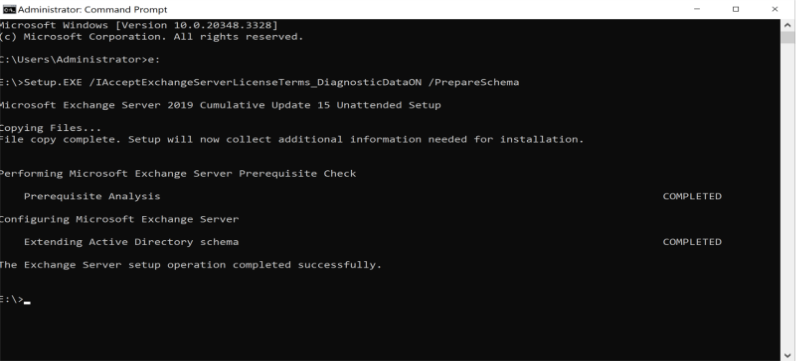 Administrator: Command Prompt
Microsoft Windows [Version 10.0.20348.3328]
(c) Microsoft Corporation. All rights reserved.
C:\Users\Administrator>e:
E:\>Setup.EXE /IAcceptExchangeServerLicenseTerms_DiagnosticDataON /PrepareSchema
Microsoft Exchange Server 2019 Cumulative Update 15 Unattended Setup
Copying Files...
File copy complete. Setup will now collect additional information needed for installation.
Performing Microsoft Exchange Server Prerequisite Check
Prerequisite Analysis COMPLETED
Configuring Microsoft Exchange Server
Extending Active Directory schema COMPLETED
The Exchange Server setup operation completed successfully.
E:\>